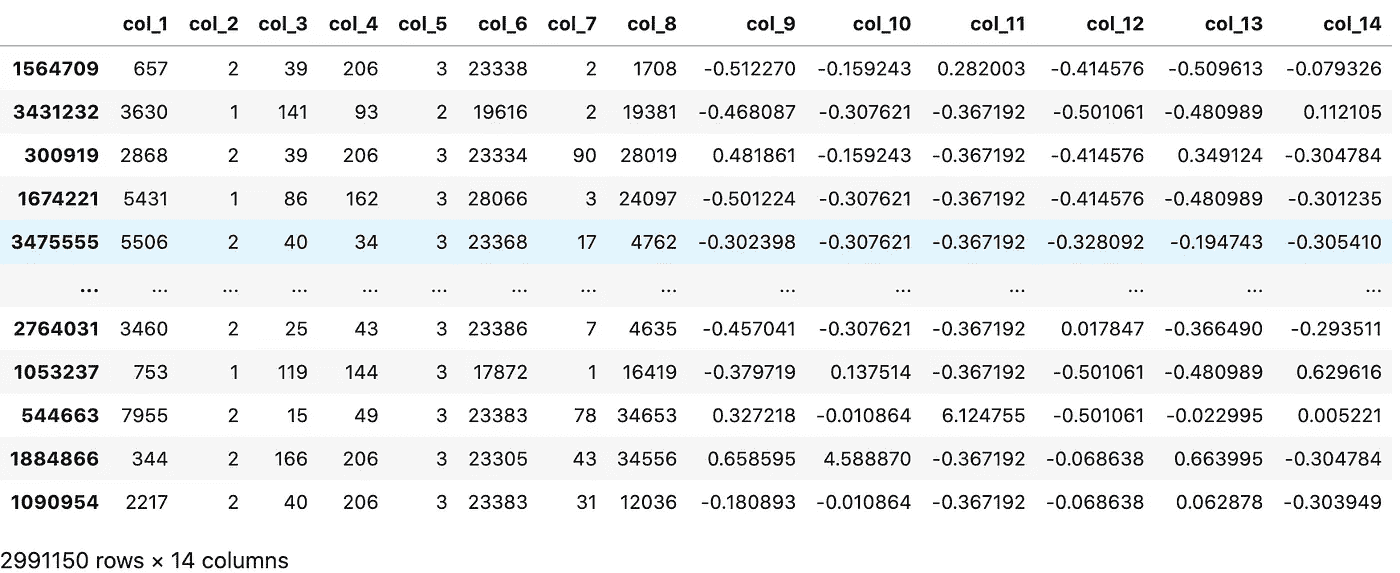 col_1 col_2 col_3 col_4 col_5 col_6 col_7 col_8 col_9 col_10 col_11 col_12 col_13 col_14
1564709 657 2 39 206 3 23338 2 1708 -0.512270 -0.159243 0.282003 -0.414576 -0.509613 -0.079326
3431232 3630 1 141 93 2 19616 2 19381 -0.468087 -0.307621 -0.367192 -0.501061 -0.480989 0.112105
300919 2868 2 39 206 3 23334 90 28019 0.481861 -0.159243 -0.367192 -0.414576 0.349124 -0.304784
1674221 5431 1 86 162 3 28066 3 24097 -0.501224 -0.307621 -0.367192 -0.414576 -0.480989 -0.301235
3475555 5506 2 40 34 3 23368 17 4762 -0.302398 -0.307621 -0.367192 -0.328092 -0.194743 -0.305410
... ... ... ... ... ... ... ... ... ... ... ... ... ... ...
2764031 3460 2 25 43 3 23386 7 4635 -0.457041 -0.307621 -0.367192 0.017847 -0.366490 -0.293511
1053237 753 1 119 144 3 17872 1 16419 -0.379719 0.137514 -0.367192 -0.501061 -0.480989 0.629616
544663 7955 2 15 49 3 23383 78 34653 0.327218 -0.010864 6.124755 -0.501061 -0.022995 0.005221
1884866 344 2 166 206 3 23305 43 34556 0.658595 4.588870 -0.367192 -0.068638 0.663995 -0.304784
1090954 2217 2 40 206 3 23383 31 12036 -0.180893 -0.010864 -0.367192 -0.068638 0.062878 -0.303949
2991150 rows × 14 columns